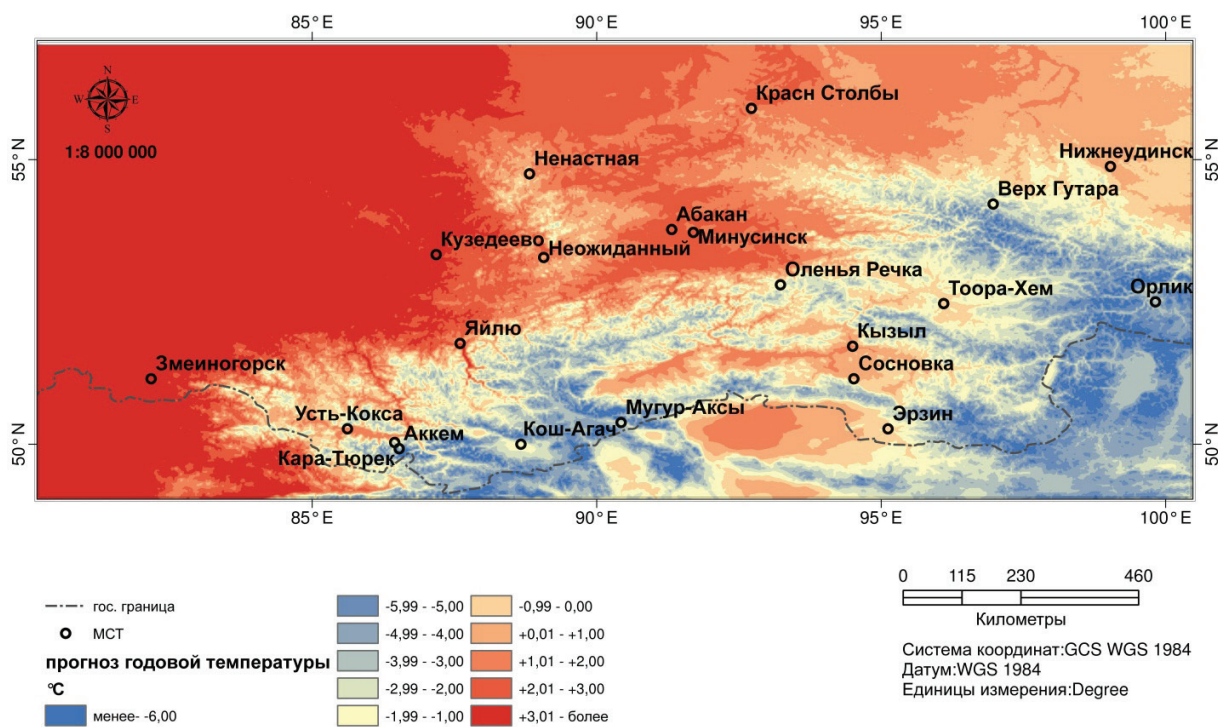 85°E 90°E 95°E 100°E
N
W E
S
1:8 000 000
55°N
55°N
Красн Столбы
Ненастная
Нижнеудинск
Верх Гутара
Абакан
Минусинск
Кузедеево
Неожиданный
Оленья Речка
Тоора-Хем
Орлик
Яйлю
Кызыл
Змеиногорск
Сосновка
Усть-Кокса
Мугур-Аксы
Эрзин
Аккем
Кош-Агач
Кара-Тюрек
50°N
50°N
85°E 90°E 95°E 100°E
гос. граница
МСТ
прогноз годовой температуры
°C
менее- -6,00
-5,99 - -5,00
-4,99 - -4,00
-3,99 - -3,00
-2,99 - -2,00
-1,99 - -1,00
-0,99 - 0,00
+0,01 - +1,00
+1,01 - +2,00
+2,01 - +3,00
+3,01 - более
0 115 230 460
Километры
Система координат:GCS WGS 1984
Датум:WGS 1984
Единицы измерения:Degree